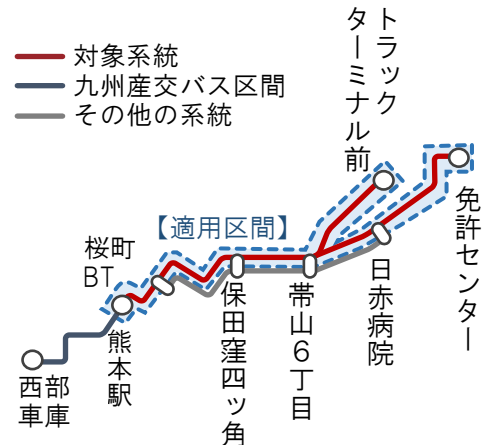 対象系統
九州産交バス区間
その他の系統
トラック
ターミナル前
免許センター
【適用区間】
桜町
BT
日赤病院
帯山6丁目
保田窪四ッ角
熊本駅
西部
車庫